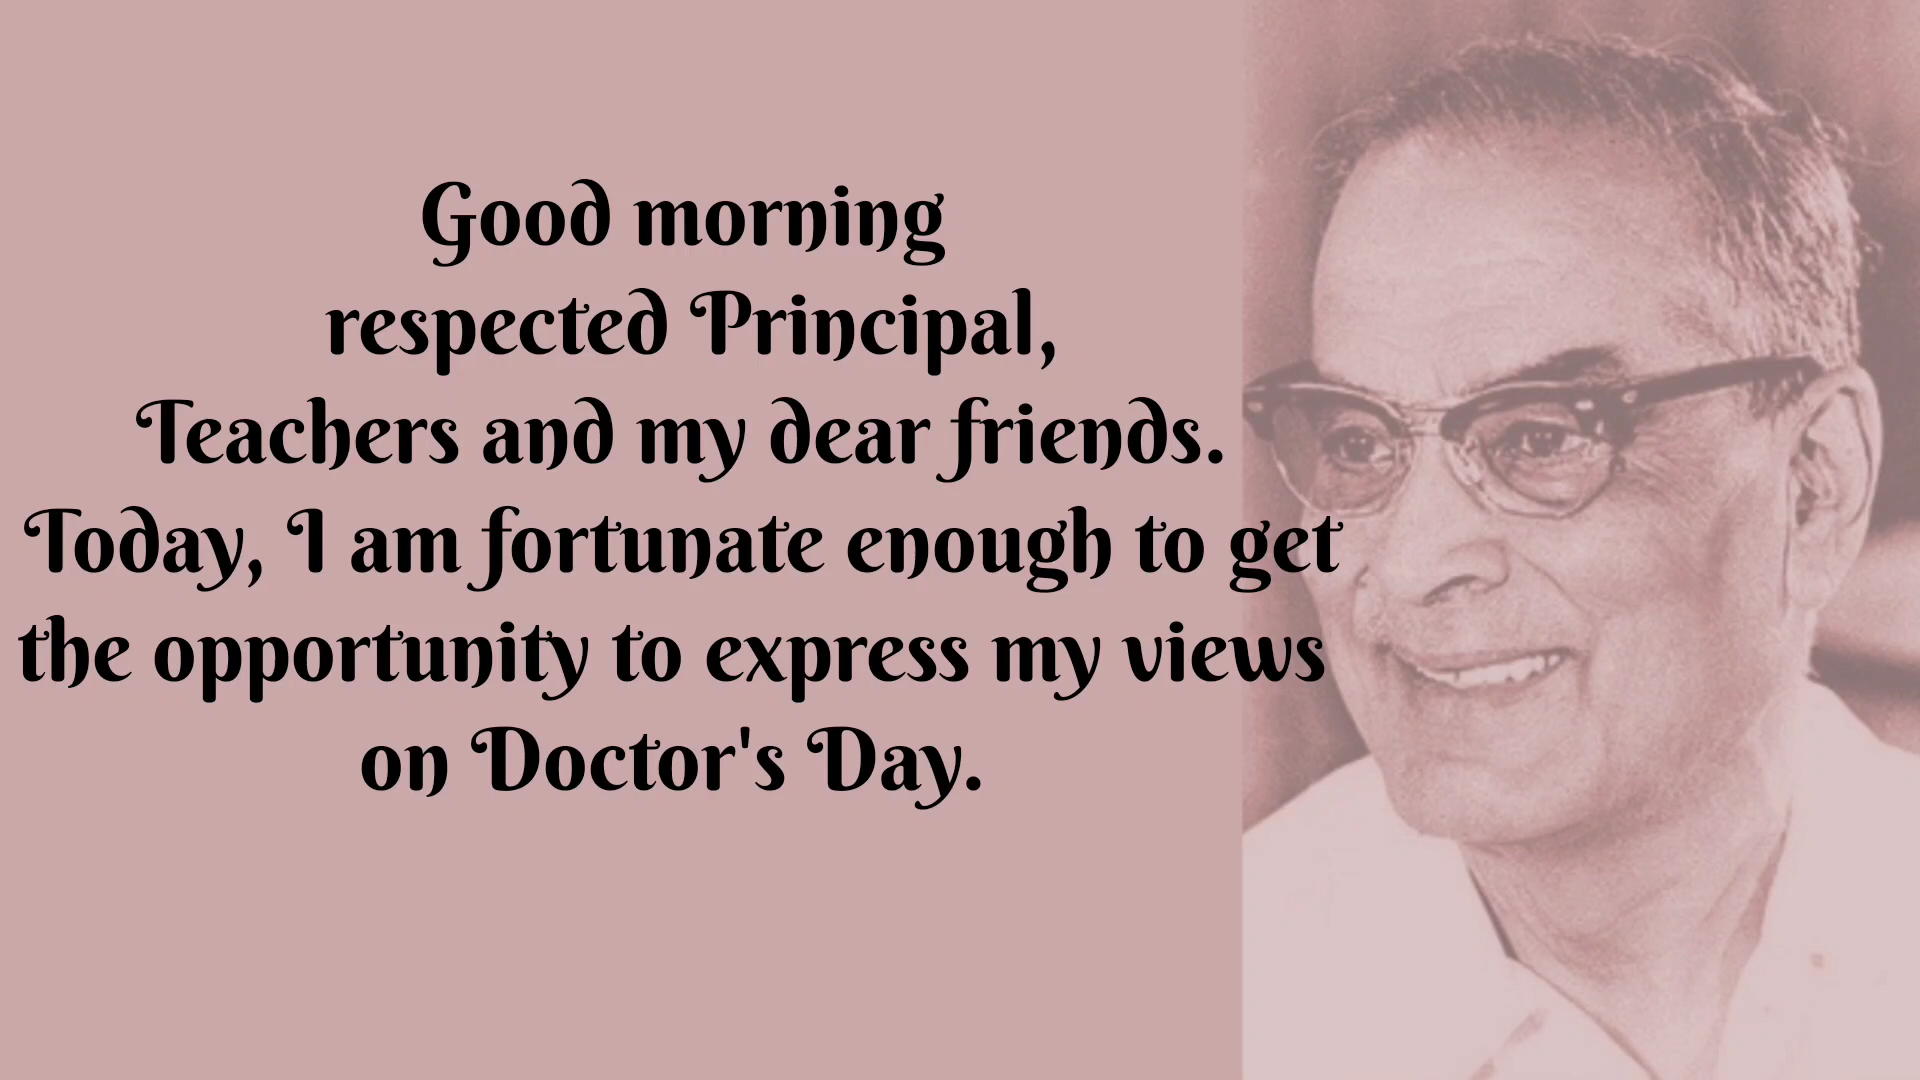 Good morning
respected Principal,
Teachers and my dear friends.
Today, I am fortunate enough to get
the opportunity to express my views
on Doctor's Day.